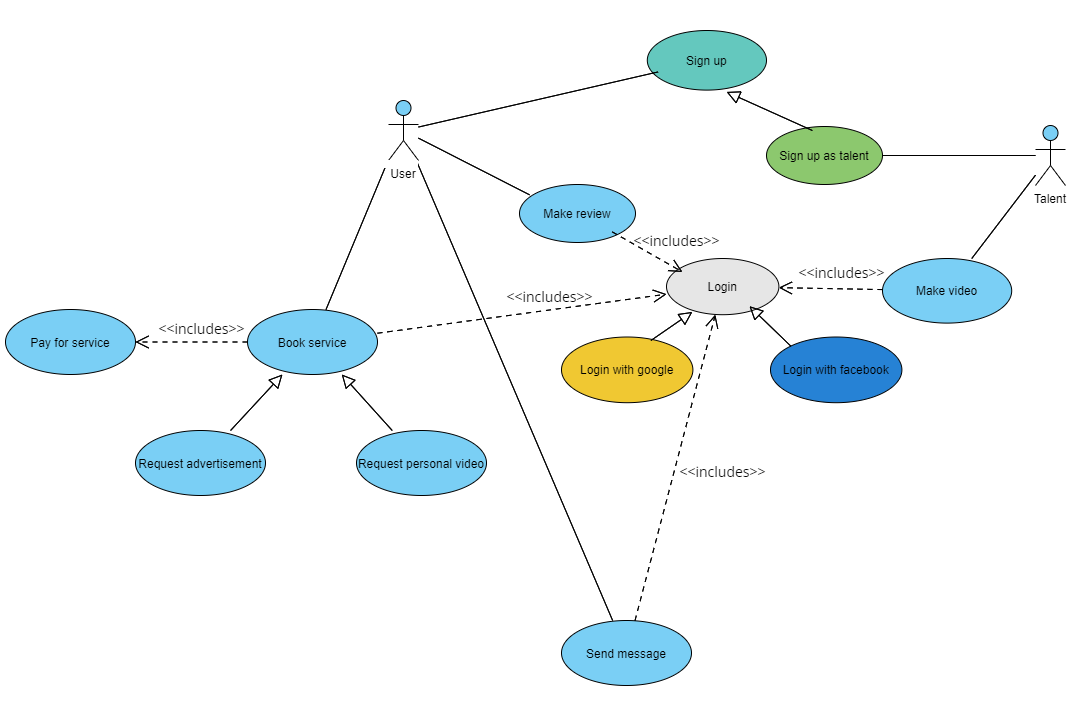 Sign up
Sign up as talent
User
Talent
Make review
<<includes>>
Login
<<includes>>
Make video
<<includes>>
Pay for service
<<includes>>
Book service
Login with google
Login with facebook
Request advertisement
Request personal video
<<includes>>
Send message